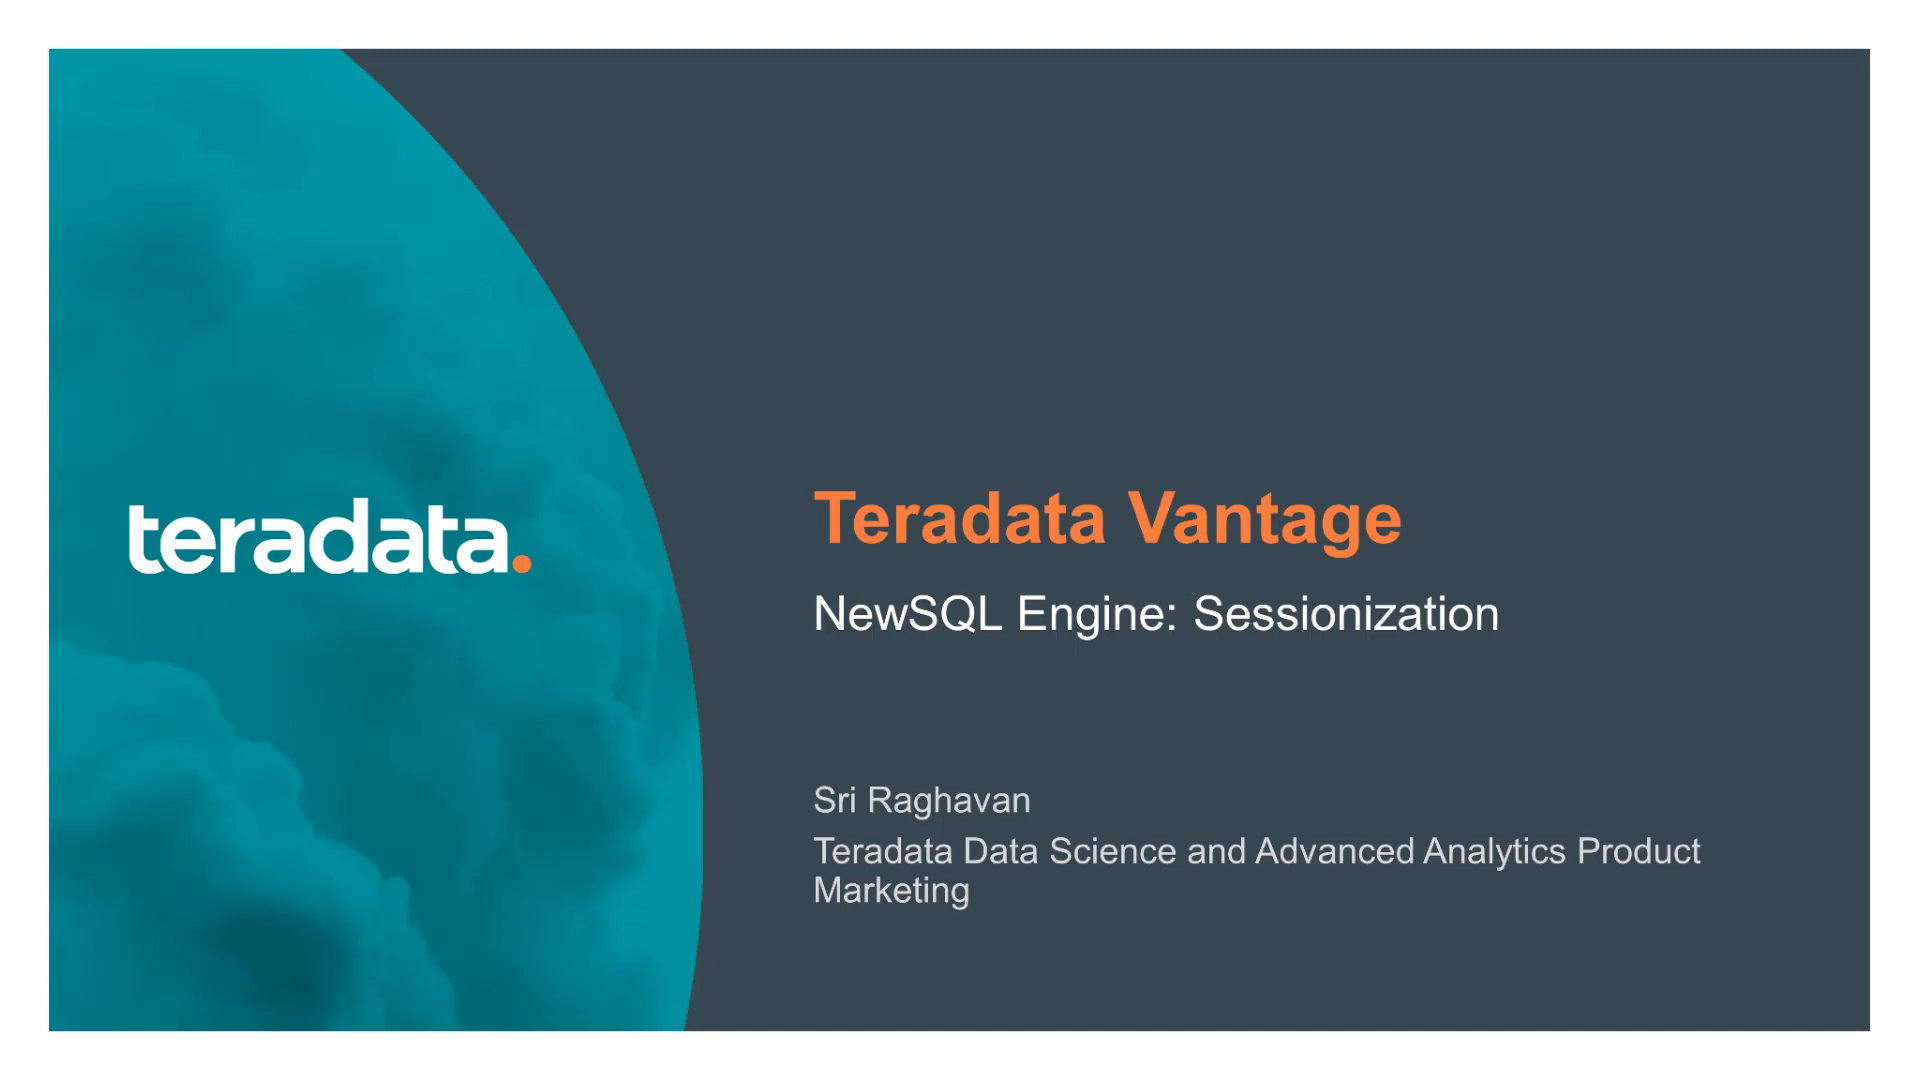 teradata.
Teradata Vantage
NewSQL Engine: Sessionization
Sri Raghavan
Teradata Data Science and Advanced Analytics Product
Marketing